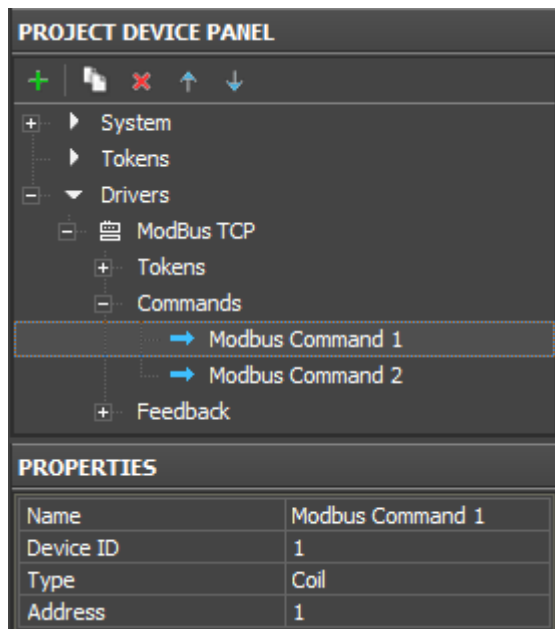 PROJECT DEVICE PANEL
System
Tokens
Drivers
ModBus TCP
Tokens
Commands
Modbus Command 1
Modbus Command 2
Feedback
PROPERTIES
Name Modbus Command 1
Device ID 1
Type Coil
Address 1